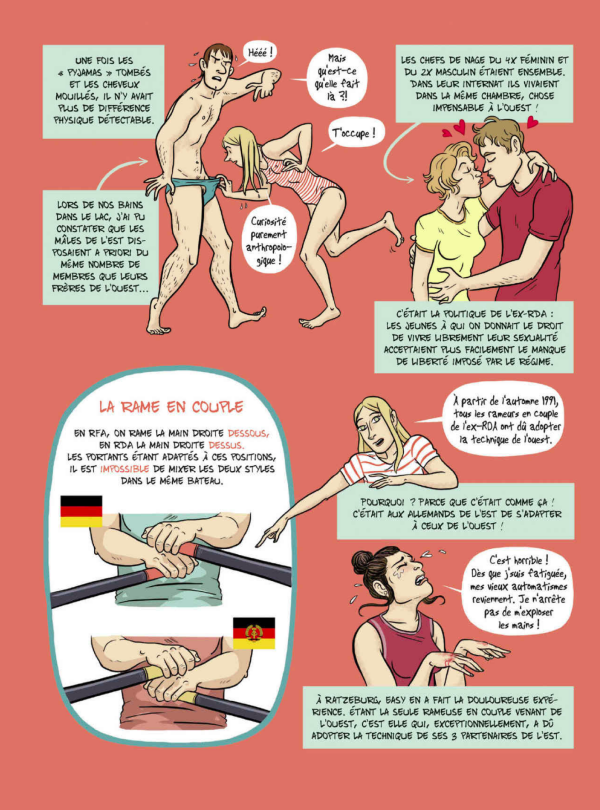 UNE FOIS LES
« PYJAMAS » TOMBÉS
ET LES CHEVEUX
MOUILLÉS, IL N'Y AVAIT
PLUS DE DIFFÉRENCE
PHYSIQUE DÉTECTABLE.
Hééé !
Mais
qu'est-ce
qu'elle fait
là ?!
T'occupe !
LORS DE NOS BAINS
DANS LE LAC, J'AI PU
CONSTATER QUE LES
MÂLES DE L'EST DIS-
POSAIENT A PRIORI DU
MÊME NOMBRE DE
MEMBRES QUE LEURS
FRÈRES DE L'OUEST...
Curiosité
purement
anthropolo-
gique !
LES CHEFS DE NAGE DU 4X FÉMININ ET
DU 2X MASCULIN ÉTAIENT ENSEMBLE.
DANS LEUR INTERNAT ILS VIVAIENT
DANS LA MÊME CHAMBRE, CHOSE
IMPENSABLE À L'OUEST !
C'ÉTAIT LA POLITIQUE DE L'EX-RDA :
LES JEUNES À QUI ON DONNAIT LE DROIT
DE VIVRE LIBREMENT LEUR SEXUALITÉ
ACCEPTAIENT PLUS FACILEMENT LE MANQUE
DE LIBERTÉ IMPOSÉ PAR LE RÉGIME.
LA RAME EN COUPLE
EN RFA, ON RAME LA MAIN DROITE DESSOUS,
EN RDA LA MAIN DROITE DESSUS.
LES PORTANTS ÉTANT ADAPTÉS À CES POSITIONS,
IL EST IMPOSSIBLE DE MIXER LES DEUX STYLES
DANS LE MÊME BATEAU.
À partir de l'automne 1991,
tous les rameurs en couple
de l'ex-RDA ont dû adopter
la technique de l'ouest.
POURQUOI ? PARCE QUE C'ÉTAIT COMME ÇA !
C'ÉTAIT AUX ALLEMANDS DE L'EST DE S'ADAPTER
À CEUX DE L'OUEST !
C'est horrible !
Dès que j'suis fatiguée,
mes vieux automatismes
reviennent. Je n'arrête
pas de m'exploser
les mains !
À RATZEBURG, EASY EN A FAIT LA DOULOUREUSE EXPÉ-
RIENCE. ÉTANT LA SEULE RAMEUSE EN COUPLE VENANT DE
L'OUEST, C'EST ELLE QUI, EXCEPTIONNELLEMENT, A DÛ
ADOPTER LA TECHNIQUE DE SES 3 PARTENAIRES DE L'EST.